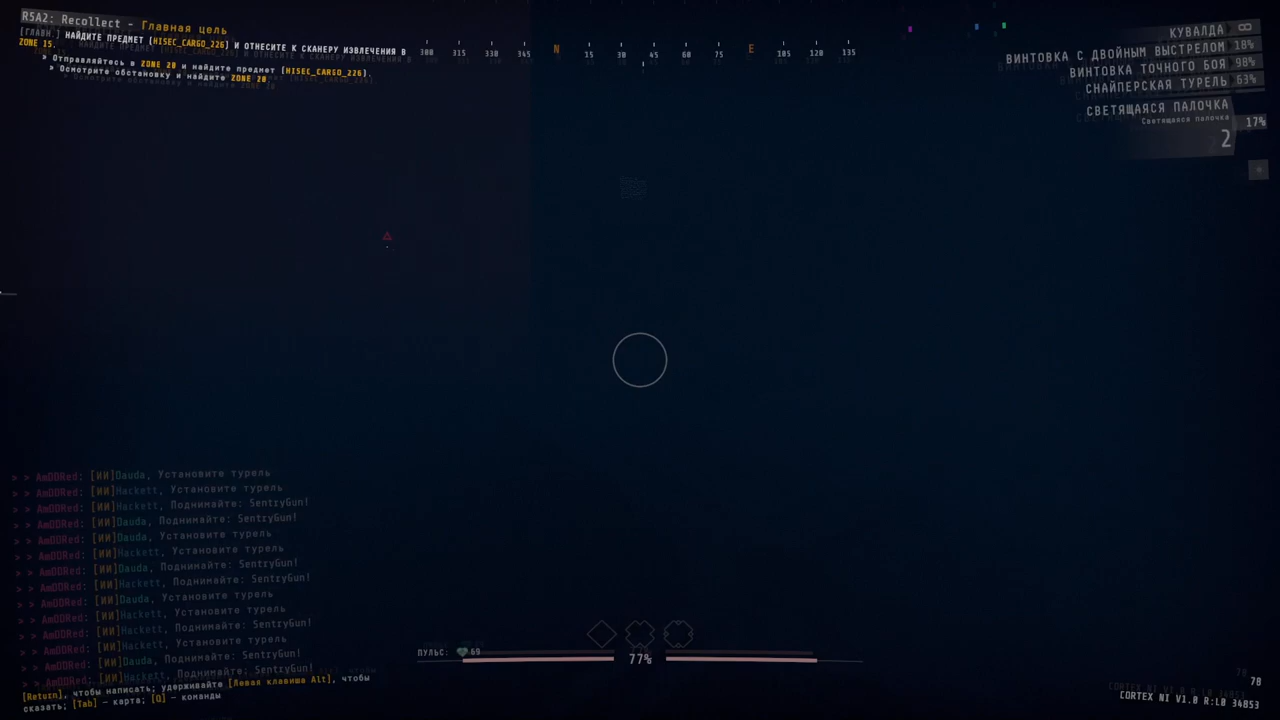 R5A2: Recollect - Главная цель
[ГЛАВН.] НАЙДИТЕ ПРЕДМЕТ [HISEC_CARGO_226] И ОТНЕСИТЕ К СКАНЕРУ ИЗВЛЕЧЕНИЯ В
ZONE 15.
» Отправляйтесь в ZONE 20 и найдите предмет [HISEC_CARGO_226].
» Осмотрите обстановку и найдите ZONE 20
300 315 330 345 N 15 30 45 60 75 E 105 120 135
КУВАЛДА
ВИНТОВКА С ДВОЙНЫМ ВЫСТРЕЛОМ 18%
ВИНТОВКА ТОЧНОГО БОЯ 98%
СНАЙПЕРСКАЯ ТУРЕЛЬ 63%
СВЕТЯЩАЯСЯ ПАЛОЧКА
Светящаяся палочка 17%
2
> > AmODRed: [ИИ]Dauda, Установите турель
> > AmODRed: [ИИ]Hackett, Установите турель
> > AmODRed: [ИИ]Hackett, Поднимайте: SentryGun!
> > AmODRed: [ИИ]Dauda, Поднимайте: SentryGun!
> > AmODRed: [ИИ]Dauda, Установите турель
> > AmODRed: [ИИ]Hackett, Установите турель
> > AmODRed: [ИИ]Dauda, Поднимайте: SentryGun!
> > AmODRed: [ИИ]Hackett, Поднимайте: SentryGun!
> > AmODRed: [ИИ]Dauda, Установите турель
> > AmODRed: [ИИ]Hackett, Установите турель
> > AmODRed: [ИИ]Hackett, Поднимайте: SentryGun!
> > AmODRed: [ИИ]Hackett, Установите турель
> > AmODRed: [ИИ]Dauda, Поднимайте: SentryGun!
> > AmODRed: [ИИ]Hackett, Поднимайте: SentryGun!
[Return], чтобы написать; удерживайте [Левая клавиша Alt], чтобы
сказать; [Tab] — карта; [Q] — команды
ПУЛЬС: 69
77%
78
CORTEX NI V1.0 R:L0 34853